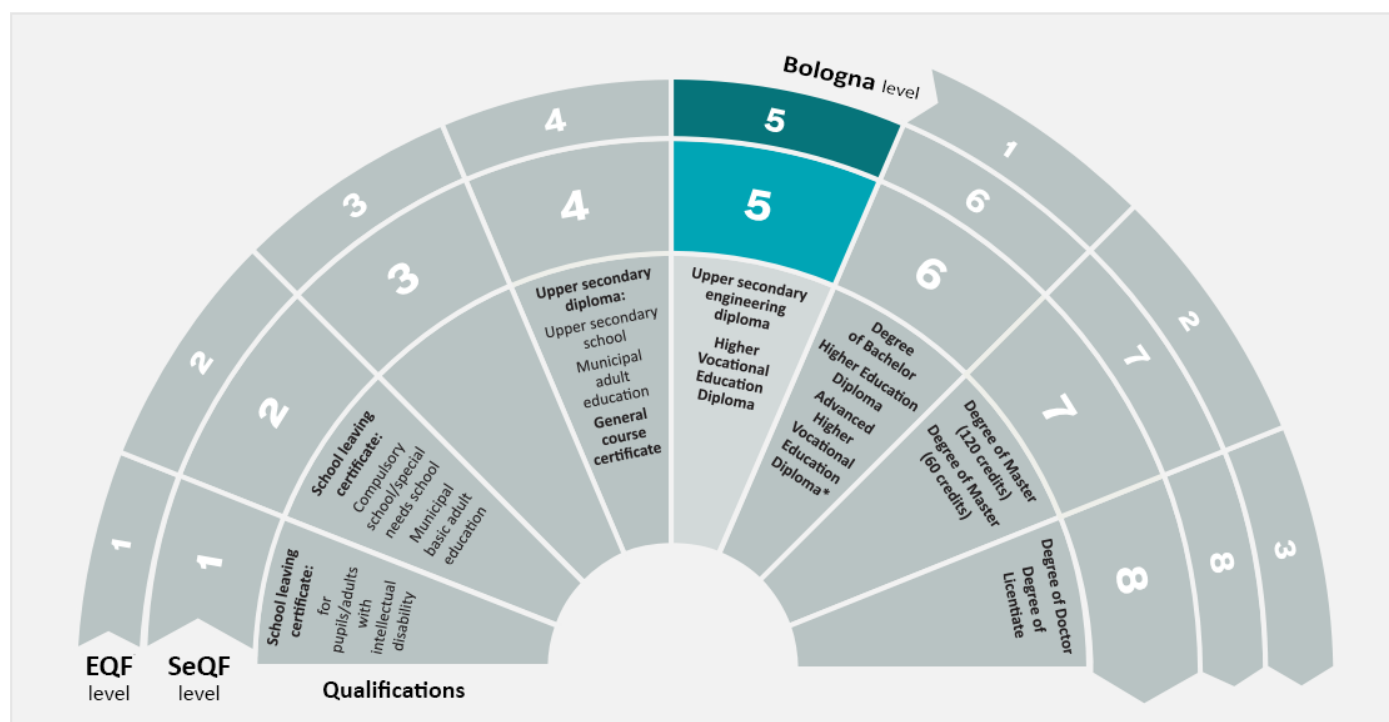 Bologna level
1
2
3
4
5
6
7
8
1
2
3
1
2
3
4
5
6
7
8
School leaving
certificate:
for
pupils/adults
with
intellectual
disability
School leaving
certificate:
Compulsory
school/special
needs school
Municipal
basic adult
education
Upper secondary
diploma:
Upper secondary
school
Municipal
adult
education
General
course
certificate
Upper secondary
engineering
diploma
Higher
Vocational
Education
Diploma
Degree
of Bachelor
Higher Education
Diploma
Advanced
Higher
Vocational
Education
Diploma*
Degree of Master
(120 credits)
Degree of Master
(60 credits)
Degree of Doctor
Degree of
Licentiate
EQF
level
SeQF
level
Qualifications